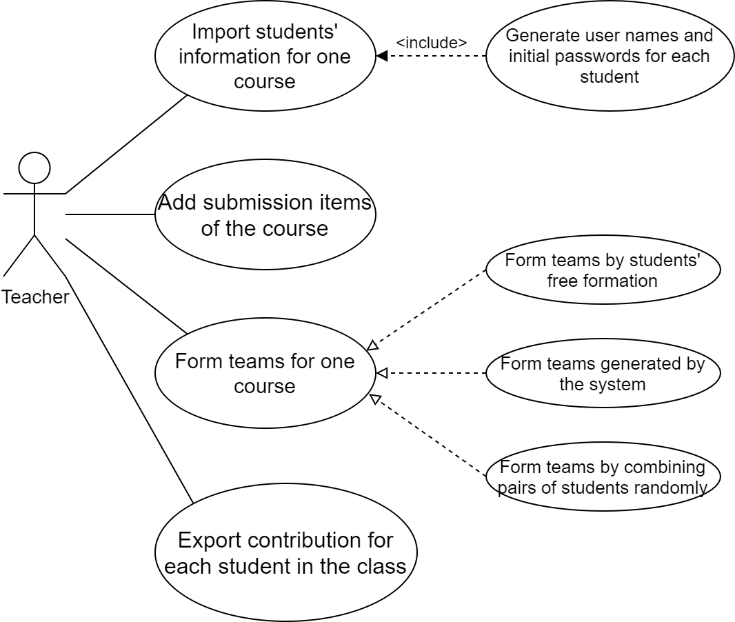 Import students'
information for one
course
<include>
Generate user names and
initial passwords for each
student
Add submission items
of the course
Teacher
Form teams by students'
free formation
Form teams for one
course
Form teams generated by
the system
Form teams by combining
pairs of students randomly
Export contribution for
each student in the class